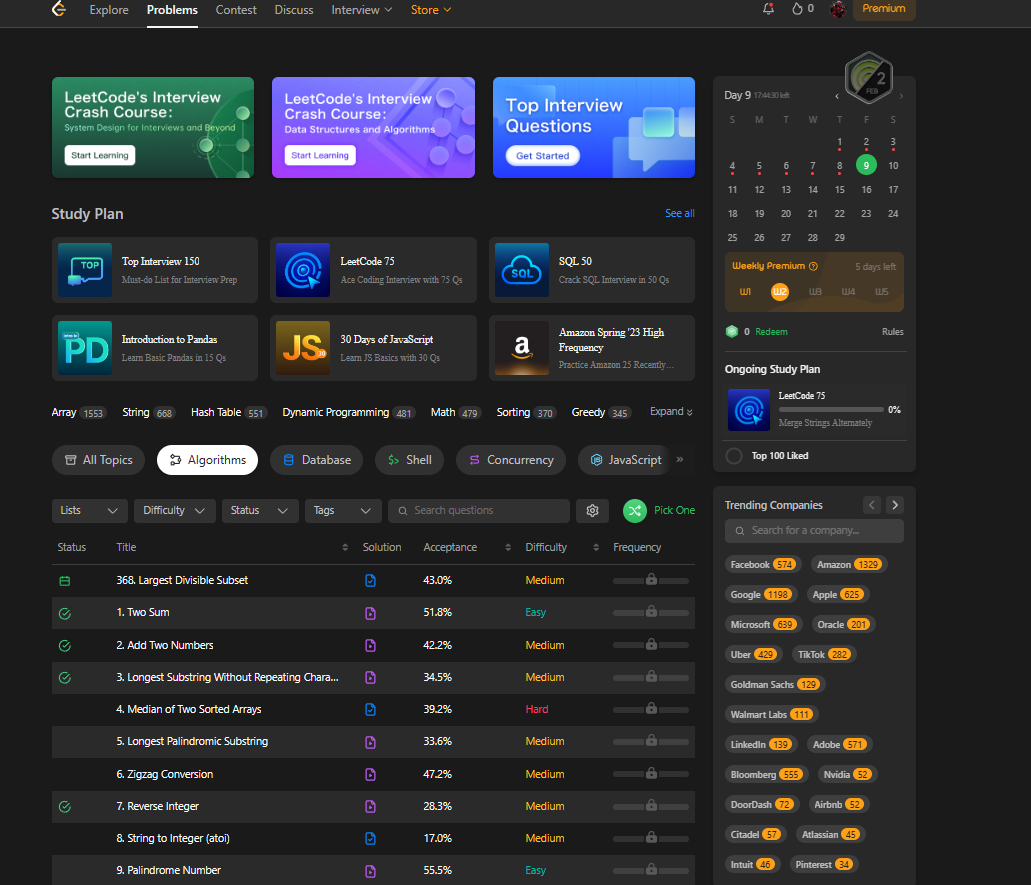 Explore Problems Contest Discuss Interview Store 0 Premium
LeetCode's Interview
Crash Course:
System Design for Interviews and Beyond
Start Learning
LeetCode's Interview
Crash Course:
Data Structures and Algorithms
Start Learning
Top Interview
Questions
Get Started
Study Plan See all
TOP
Top Interview 150
Must-do List for Interview Prep
LeetCode 75
Ace Coding Interview with 75 Qs
SQL
SQL 50
Crack SQL Interview in 50 Qs
PD
Introduction to Pandas
Learn Basic Pandas in 15 Qs
JS 30
30 Days of JavaScript
Learn JS Basics with 30 Qs
a
Amazon Spring '23 High
Frequency
Practice Amazon 25 Recently…
Array 1553 String 668 Hash Table 551 Dynamic Programming 481 Math 479 Sorting 370 Greedy 345 Expand
All Topics Algorithms Database $> Shell Concurrency JavaScript »
Lists Difficulty Status Tags Search questions Pick One
Status Title Solution Acceptance Difficulty Frequency
368. Largest Divisible Subset 43.0% Medium
1. Two Sum 51.8% Easy
2. Add Two Numbers 42.2% Medium
3. Longest Substring Without Repeating Chara... 34.5% Medium
4. Median of Two Sorted Arrays 39.2% Hard
5. Longest Palindromic Substring 33.6% Medium
6. Zigzag Conversion 47.2% Medium
7. Reverse Integer 28.3% Medium
8. String to Integer (atoi) 17.0% Medium
9. Palindrome Number 55.5% Easy
2
FEB
Day 9 17:44:30 left
S M T W T F S
1 2 3
4 5 6 7 8 9 10
11 12 13 14 15 16 17
18 19 20 21 22 23 24
25 26 27 28 29
Weekly Premium 5 days left
W1 W2 W3 W4 W5
0 Redeem Rules
Ongoing Study Plan
LeetCode 75
0%
Merge Strings Alternately
Top 100 Liked
Trending Companies
Search for a company...
Facebook 574 Amazon 1329
Google 1198 Apple 625
Microsoft 639 Oracle 201
Uber 429 TikTok 282
Goldman Sachs 129
Walmart Labs 111
LinkedIn 139 Adobe 571
Bloomberg 555 Nvidia 52
DoorDash 72 Airbnb 52
Citadel 57 Atlassian 45
Intuit 46 Pinterest 34